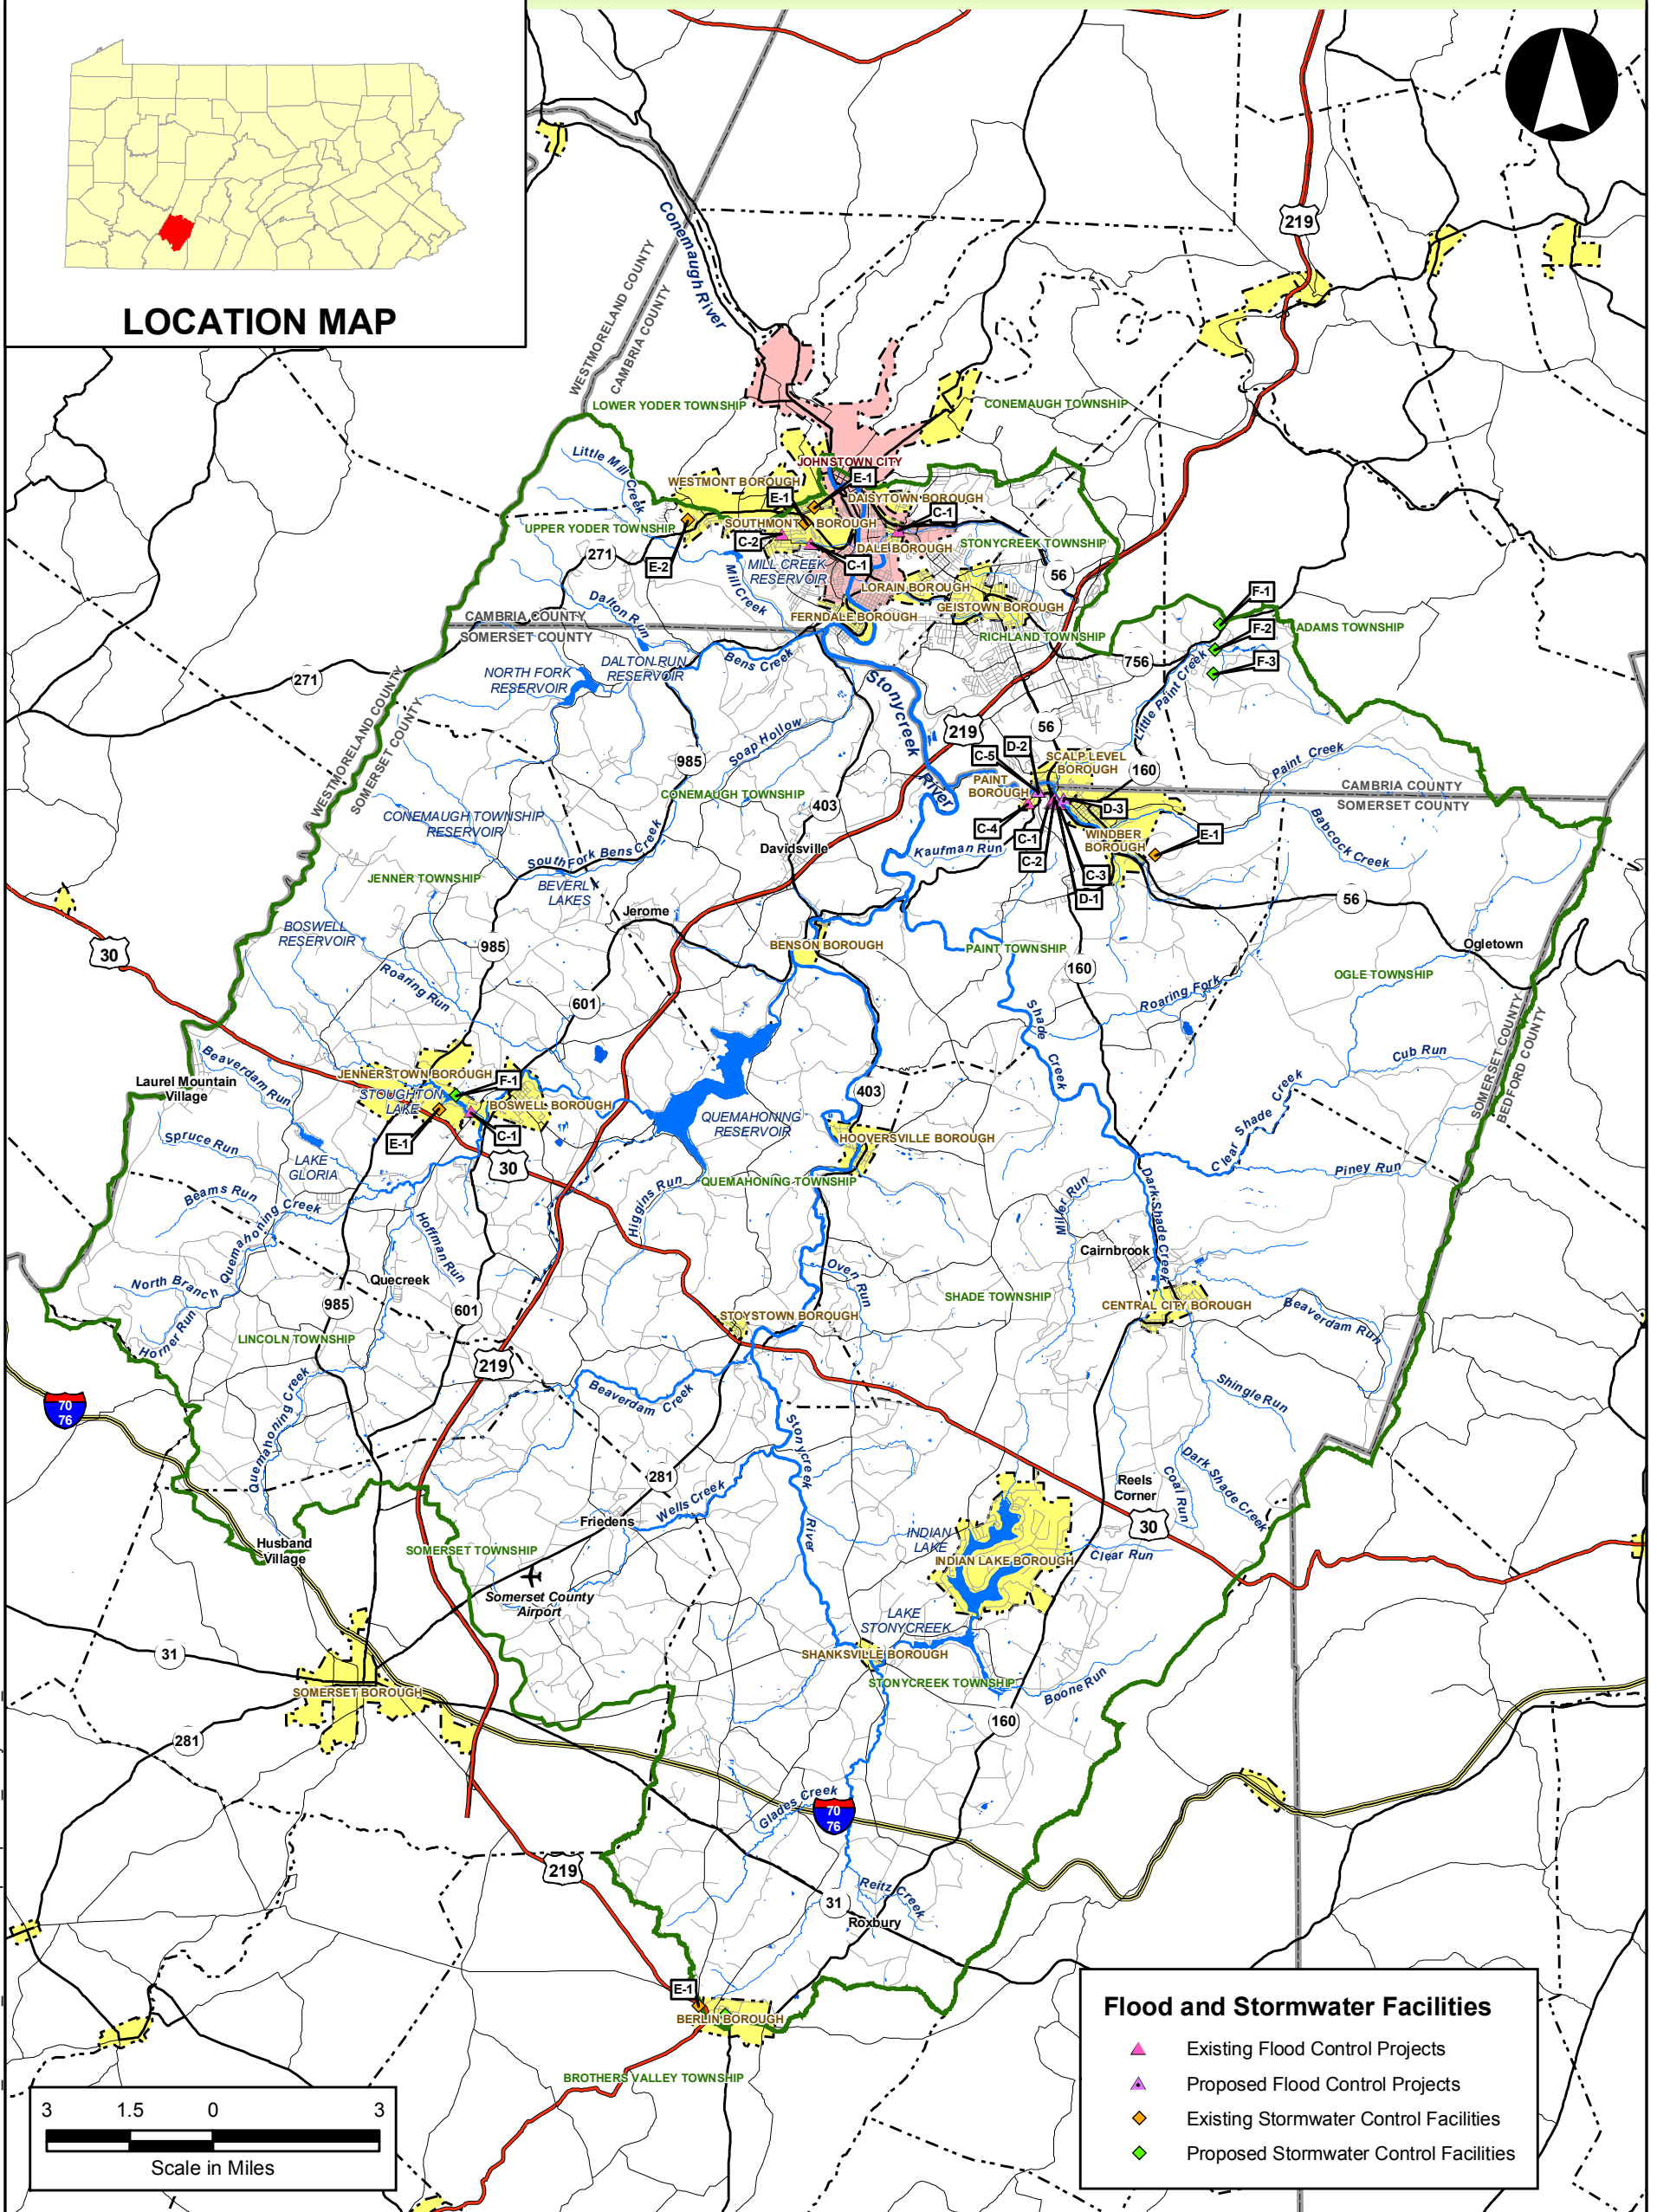 LOCATION MAP
219
WESTMORELAND COUNTY
CAMBRIA COUNTY
Conemaugh River
LOWER YODER TOWNSHIP
CONEMAUGH TOWNSHIP
Little Mill Creek
JOHNSTOWN CITY
WESTMONT BOROUGH
E-1
E-1
DAISYTOWN BOROUGH
C-1
UPPER YODER TOWNSHIP
SOUTHMONT BOROUGH
C-2
DALE BOROUGH
STONYCREEK TOWNSHIP
271
E-2
MILL CREEK
RESERVOIR
C-1
56
Mill Creek
LORAIN BOROUGH
F-1
Dalton Run
GEISTOWN BOROUGH
CAMBRIA COUNTY
SOMERSET COUNTY
FERNDALE BOROUGH
F-2
ADAMS TOWNSHIP
RICHLAND TOWNSHIP
F-3
756
Bens Creek
DALTON RUN
RESERVOIR
NORTH FORK
RESERVOIR
271
Little Paint Creek
Stonycreek River
WESTMORELAND COUNTY
SOMERSET COUNTY
Soap Hollow
219
56
985
D-2
C-5
SCALP LEVEL
BOROUGH
160
Paint Creek
PAINT
BOROUGH
CAMBRIA COUNTY
SOMERSET COUNTY
CONEMAUGH TOWNSHIP
403
D-3
CONEMAUGH TOWNSHIP
RESERVOIR
C-4
C-1
WINDBER
BOROUGH
E-1
Babcock Creek
Davidsville
Kaufman Run
C-2
South Fork Bens Creek
JENNER TOWNSHIP
C-3
BEVERLY
LAKES
D-1
56
Jerome
BOSWELL
RESERVOIR
985
BENSON BOROUGH
PAINT TOWNSHIP
Ogletown
30
Roaring Run
160
OGLE TOWNSHIP
601
Roaring Fork
Shade Creek
SOMERSET COUNTY
BEDFORD COUNTY
Cub Run
Beaverdam Run
Laurel Mountain
Village
JENNERSTOWN BOROUGH
F-1
STOUGHTON
LAKE
BOSWELL BOROUGH
403
QUEMAHONING
RESERVOIR
Clear Shade Creek
E-1
C-1
HOOVERSVILLE BOROUGH
Spruce Run
LAKE
GLORIA
30
Piney Run
QUEMAHONING TOWNSHIP
Beams Run
Quemahoning Creek
Higgins Run
Miller Run
Dark Shade Creek
Hoffman Run
Cairnbrook
North Branch
Quecreek
Oven Run
985
601
SHADE TOWNSHIP
CENTRAL CITY BOROUGH
Beaverdam Run
STOYSTOWN BOROUGH
Horner Run
LINCOLN TOWNSHIP
219
70
76
Quemahoning Creek
Beaverdam Creek
Shingle Run
Stonycreek River
281
Dark Shade Creek
Coal Run
Reels
Corner
Wells Creek
Friedens
30
INDIAN
LAKE
Husband
Village
SOMERSET TOWNSHIP
INDIAN LAKE BOROUGH
Clear Run
Somerset County
Airport
LAKE
STONYCREEK
31
SHANKSVILLE BOROUGH
STONYCREEK TOWNSHIP
Boone Run
SOMERSET BOROUGH
160
281
Glades Creek
70
76
219
Reitz Creek
31
Roxbury
E-1
BERLIN BOROUGH
BROTHERS VALLEY TOWNSHIP
3 1.5 0 3
Scale in Miles
Flood and Stormwater Facilities
Existing Flood Control Projects
Proposed Flood Control Projects
Existing Stormwater Control Facilities
Proposed Stormwater Control Facilities